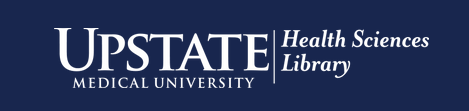 UPSTATE
MEDICAL UNIVERSITY
Health Sciences
Library